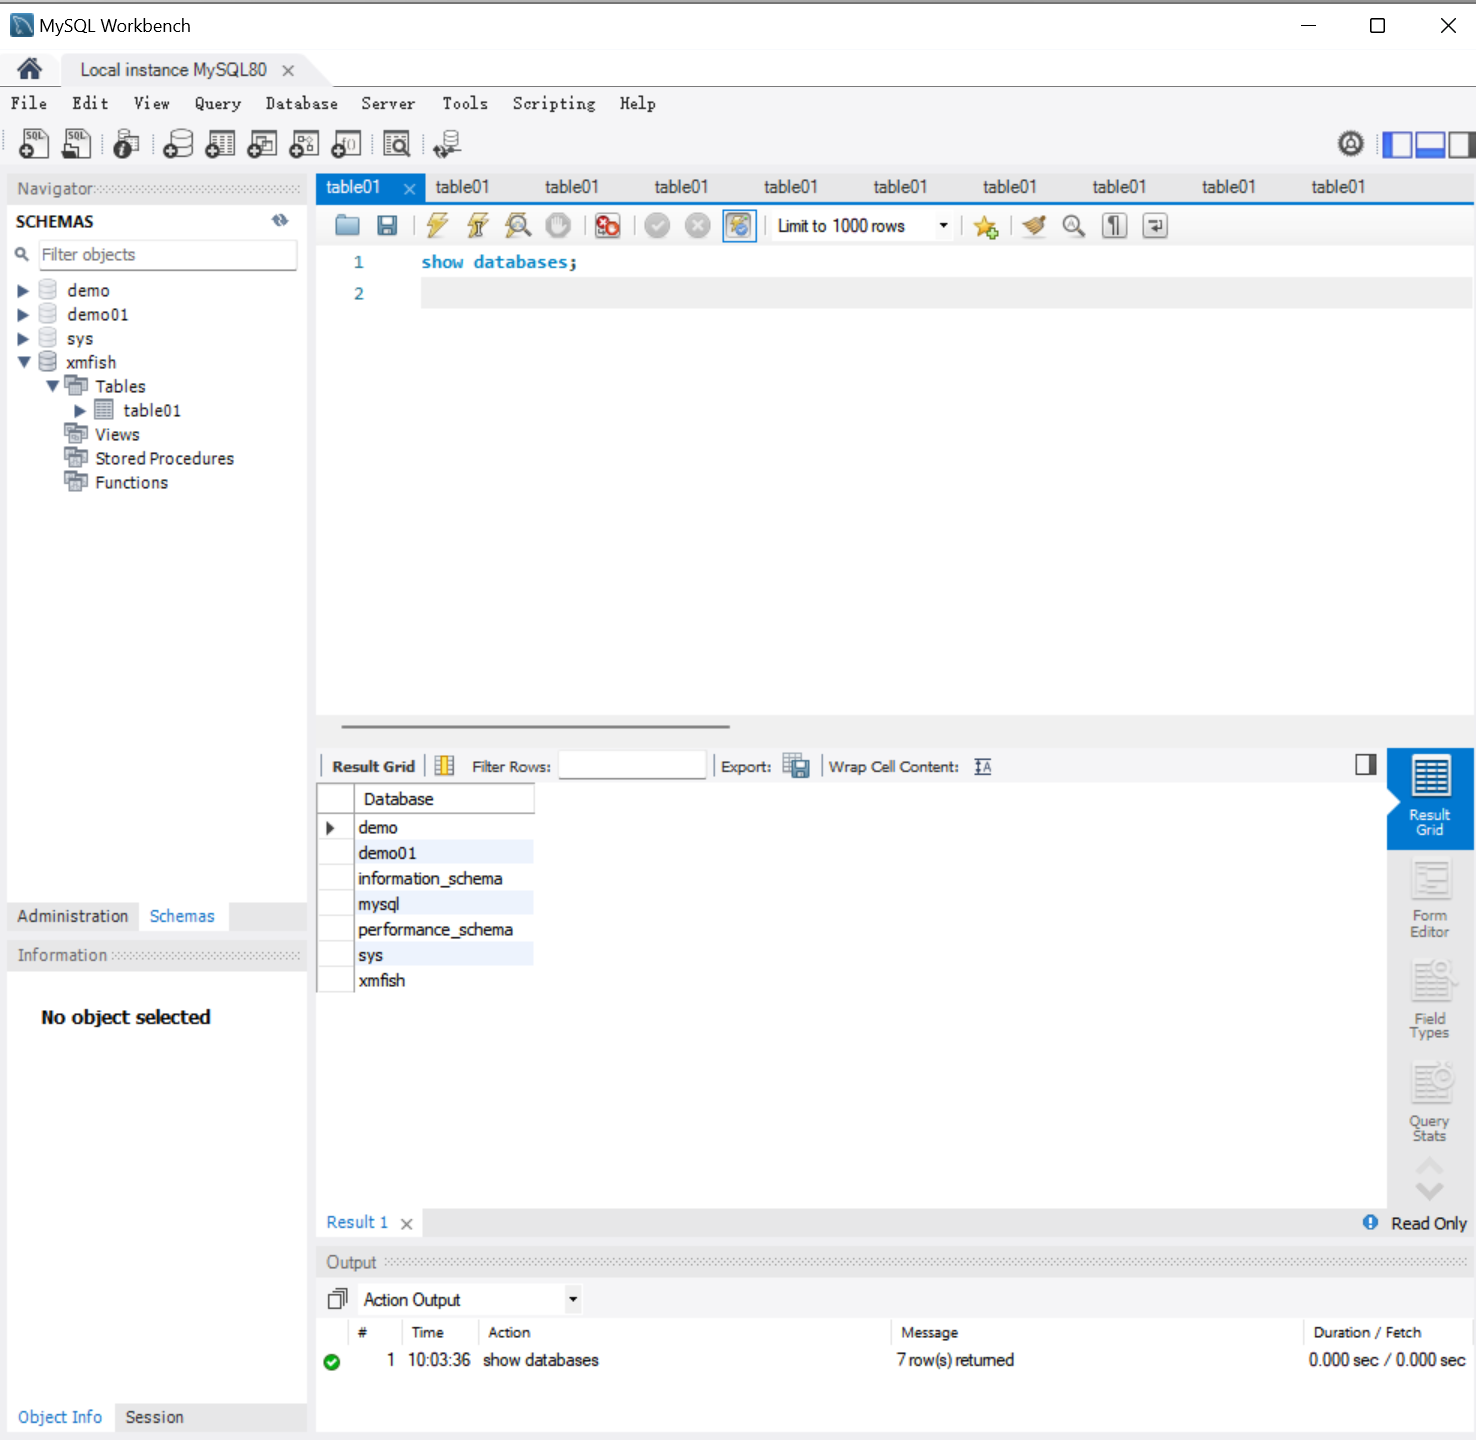 MySQL Workbench
Local instance MySQL80
File Edit View Query Database Server Tools Scripting Help
SQL SQL f()
Navigator
SCHEMAS
Filter objects
demo
demo01
sys
xmfish
Tables
table01
Views
Stored Procedures
Functions
Administration Schemas
Information
No object selected
Object Info Session
table01 table01 table01 table01 table01 table01 table01 table01 table01 table01
Limit to 1000 rows
1 show databases;
2
Result Grid Filter Rows: Export: Wrap Cell Content:
Database
demo
demo01
information_schema
mysql
performance_schema
sys
xmfish
Result
Grid
Form
Editor
Field
Types
Query
Stats
Result 1 Read Only
Output
Action Output
# Time Action Message Duration / Fetch
1 10:03:36 show databases 7 row(s) returned 0.000 sec / 0.000 sec